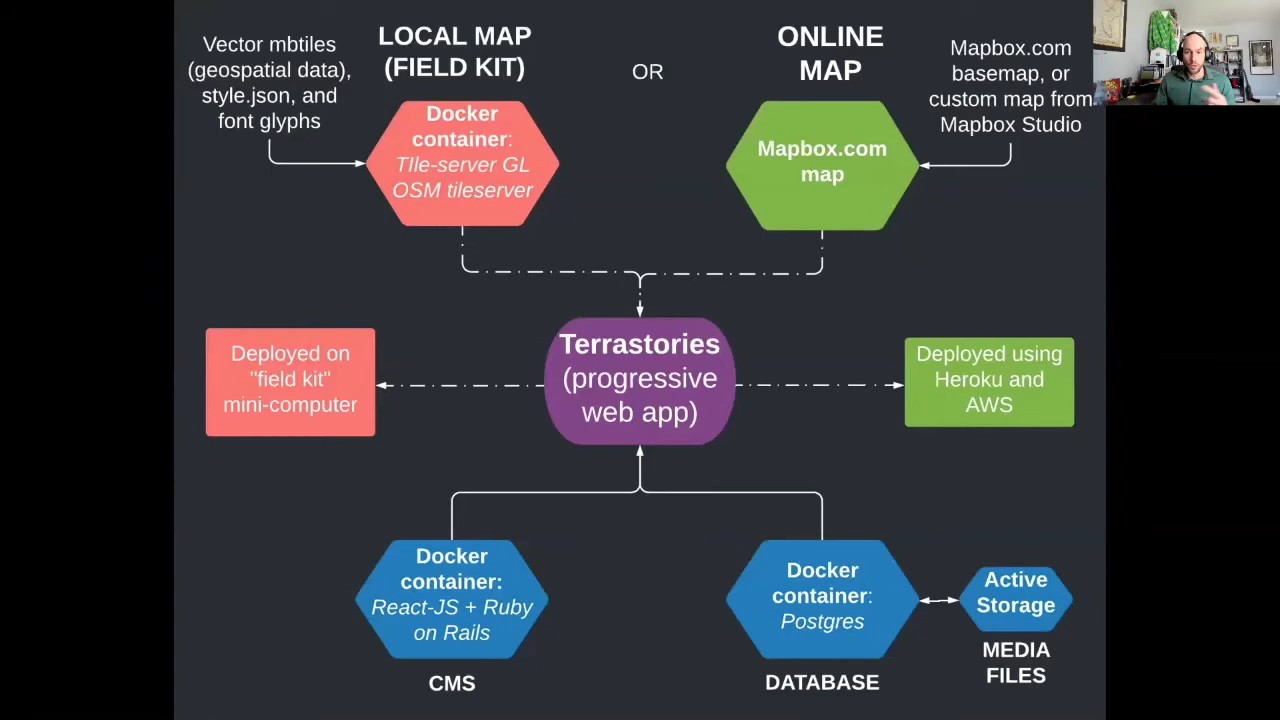 Vector mbtiles
(geospatial data),
style.json, and
font glyphs
LOCAL MAP
(FIELD KIT)
Docker
container:
TIle-server GL
OSM tileserver
OR
ONLINE
MAP
Mapbox.com
map
Mapbox.com
basemap, or
custom map from
Mapbox Studio
Deployed on
"field kit"
mini-computer
Terrastories
(progressive
web app)
Deployed using
Heroku and
AWS
Docker
container:
React-JS + Ruby
on Rails
CMS
Docker
container:
Postgres
DATABASE
Active
Storage
MEDIA
FILES